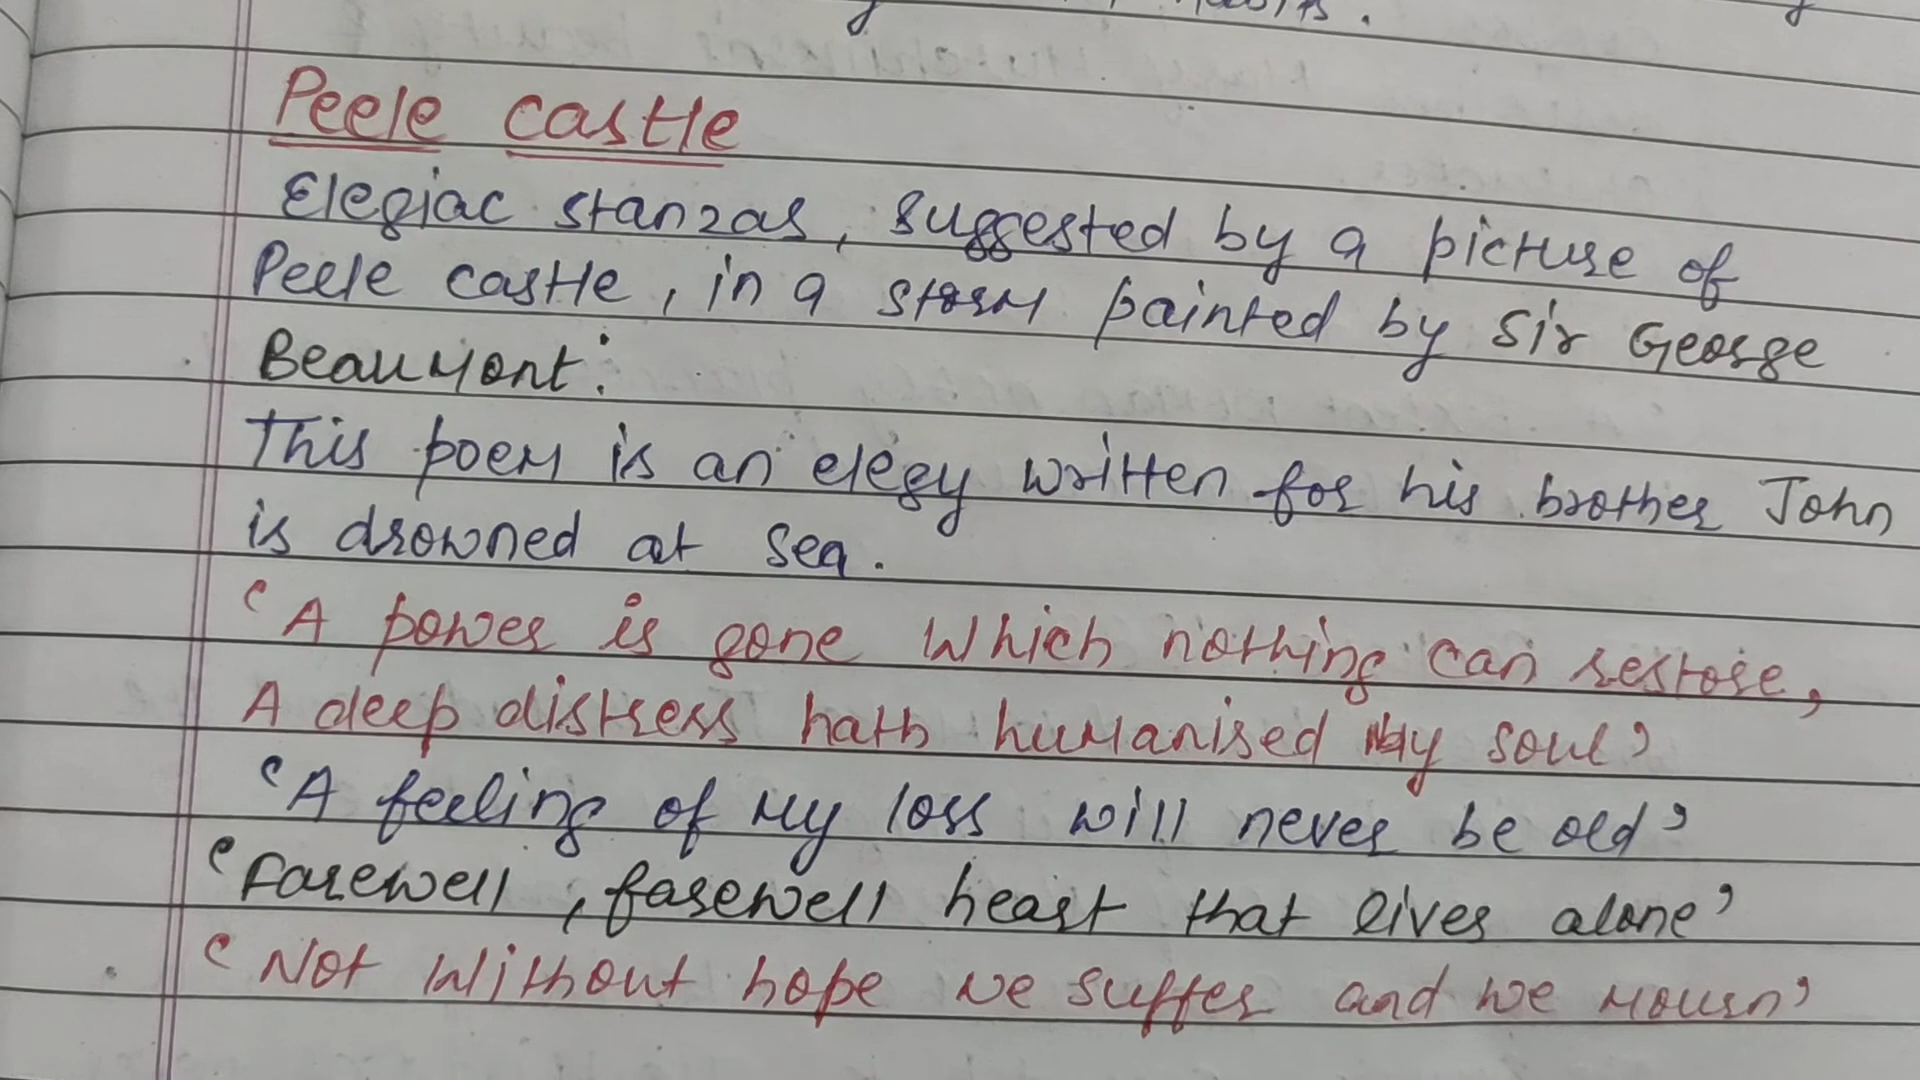 Peele castle
Elegiac stanzas, suggested by a picture of
Peele castle, in a storm painted by Sir George
Beaumont:
This poem is an elegy written for his brother John
is drowned at sea.
'A power is gone which nothing can restore,
A deep distress hath humanised my soul'
'A feeling of my loss will never be old'
'Farewell, farewell heart that lives alone'
'Not without hope we suffer and we mourn'